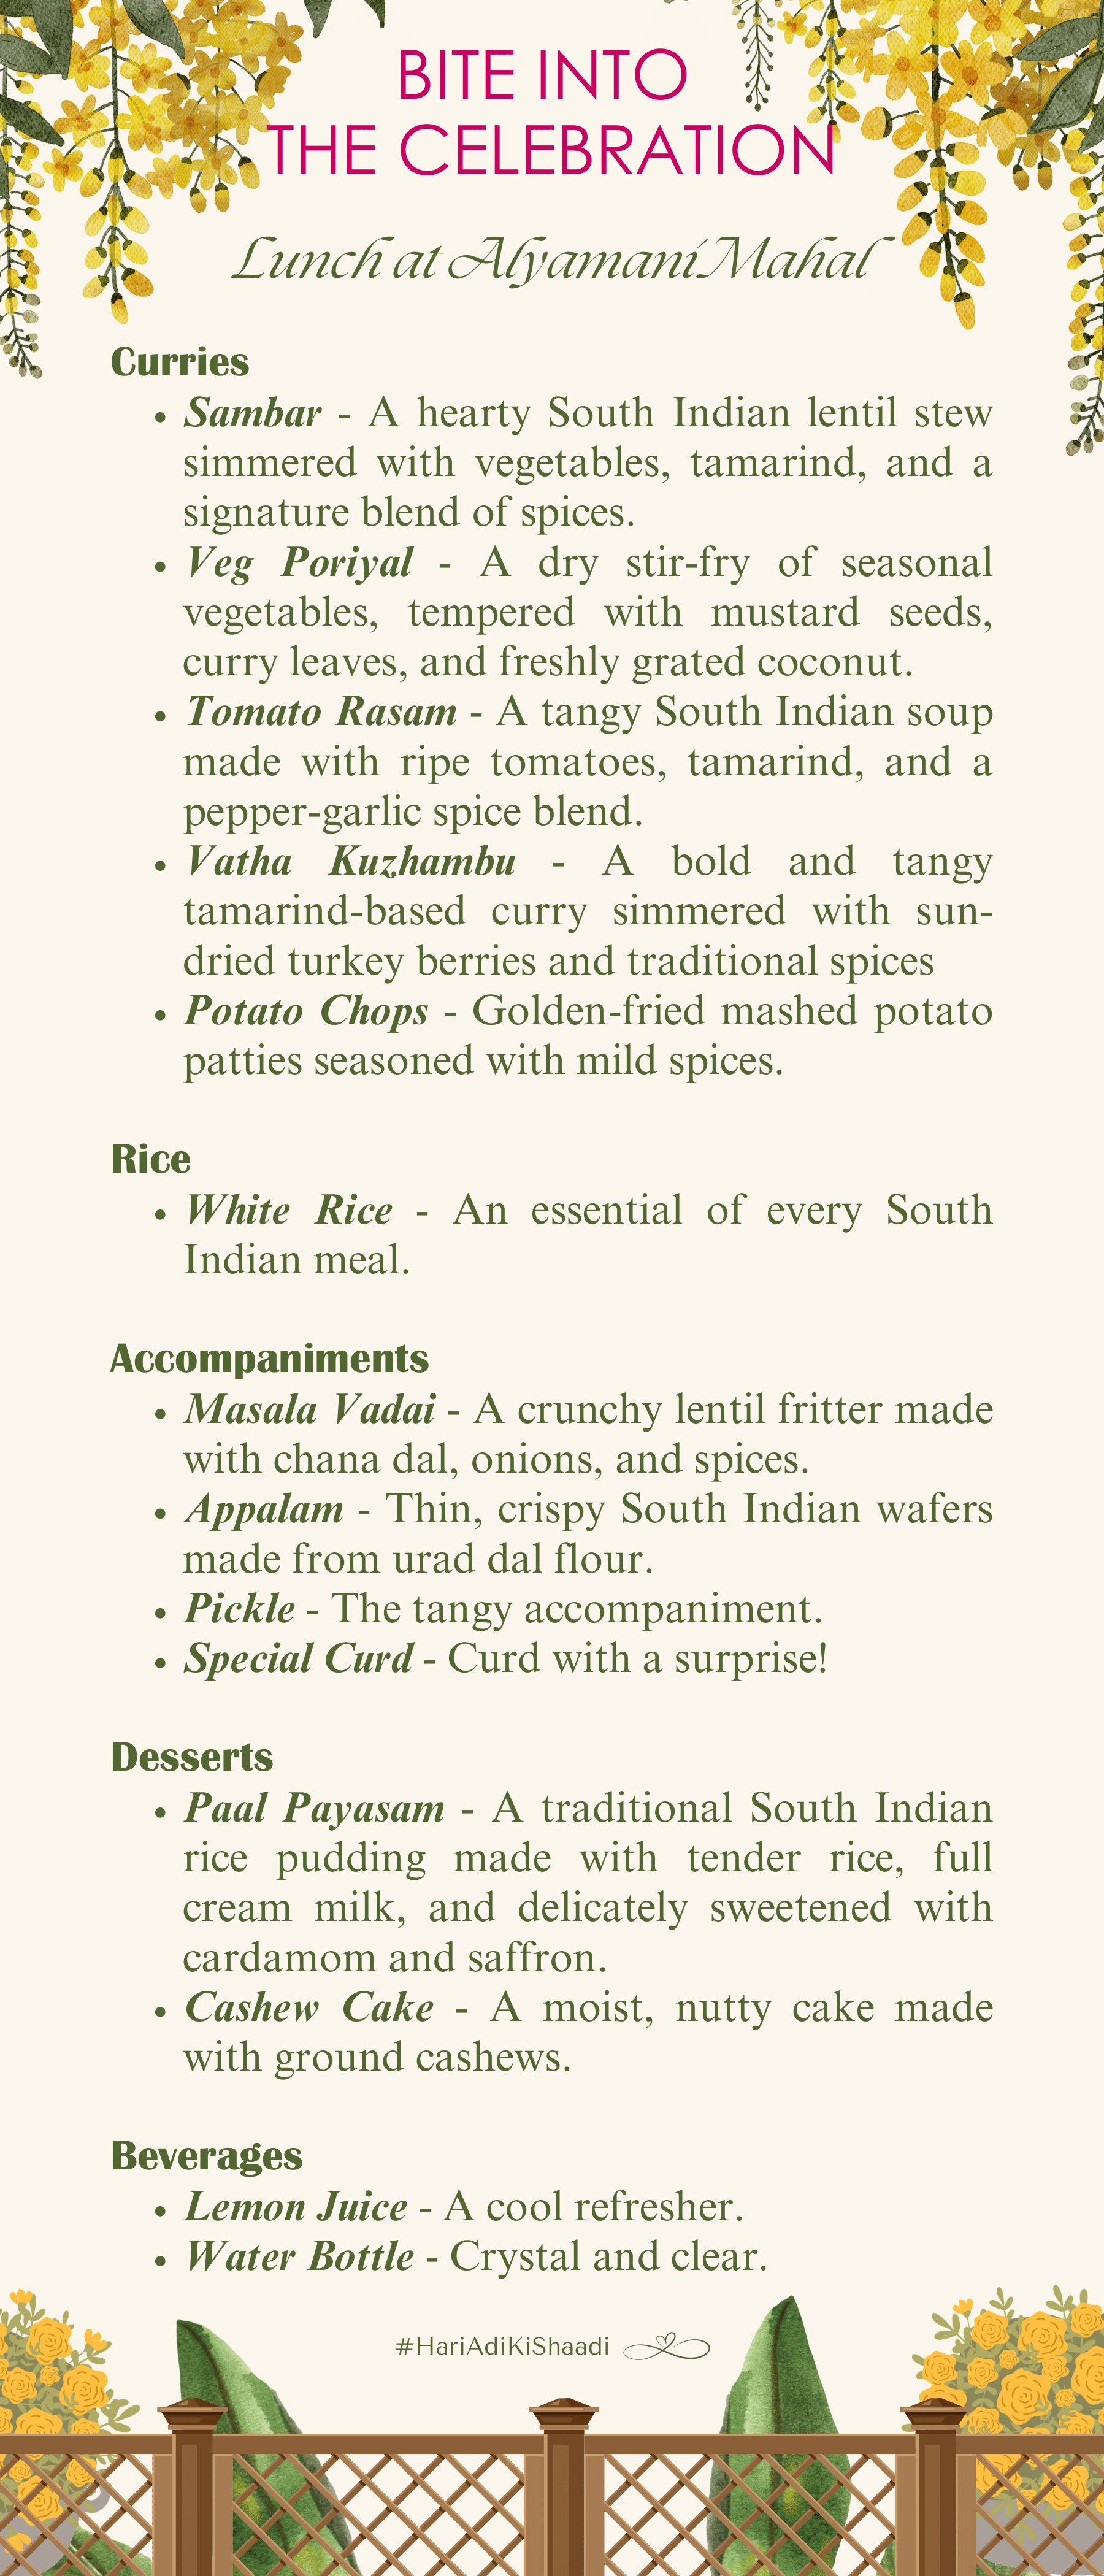 BITE INTO
THE CELEBRATION
Lunch at Alyamani Mahal
Curries
• Sambar - A hearty South Indian lentil stew
simmered with vegetables, tamarind, and a
signature blend of spices.
• Veg Poriyal - A dry stir-fry of seasonal
vegetables, tempered with mustard seeds,
curry leaves, and freshly grated coconut.
• Tomato Rasam - A tangy South Indian soup
made with ripe tomatoes, tamarind, and a
pepper-garlic spice blend.
• Vatha Kuzhambu - A bold and tangy
tamarind-based curry simmered with sun-
dried turkey berries and traditional spices
• Potato Chops - Golden-fried mashed potato
patties seasoned with mild spices.
Rice
• White Rice - An essential of every South
Indian meal.
Accompaniments
• Masala Vadai - A crunchy lentil fritter made
with chana dal, onions, and spices.
• Appalam - Thin, crispy South Indian wafers
made from urad dal flour.
• Pickle - The tangy accompaniment.
• Special Curd - Curd with a surprise!
Desserts
• Paal Payasam - A traditional South Indian
rice pudding made with tender rice, full
cream milk, and delicately sweetened with
cardamom and saffron.
• Cashew Cake - A moist, nutty cake made
with ground cashews.
Beverages
• Lemon Juice - A cool refresher.
• Water Bottle - Crystal and clear.
#HariAdiKiShaadi